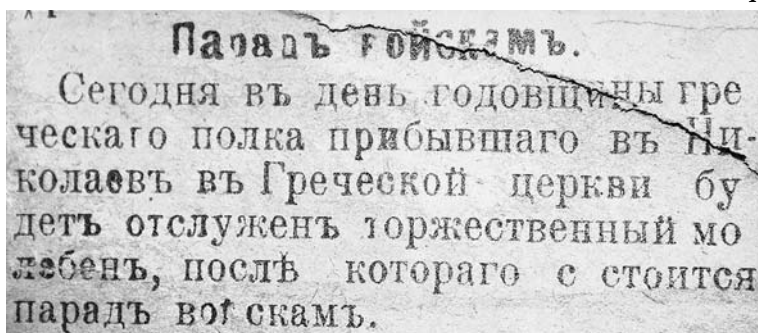 Парадъ войскамъ.
Сегодня въ день годовщины гре
ческаго полка прибывшаго въ Ни-
колаевъ въ Греческой церкви бу
детъ отслуженъ торжественный мо
лебенъ, послѣ котораго с стоится
парадъ войскамъ.